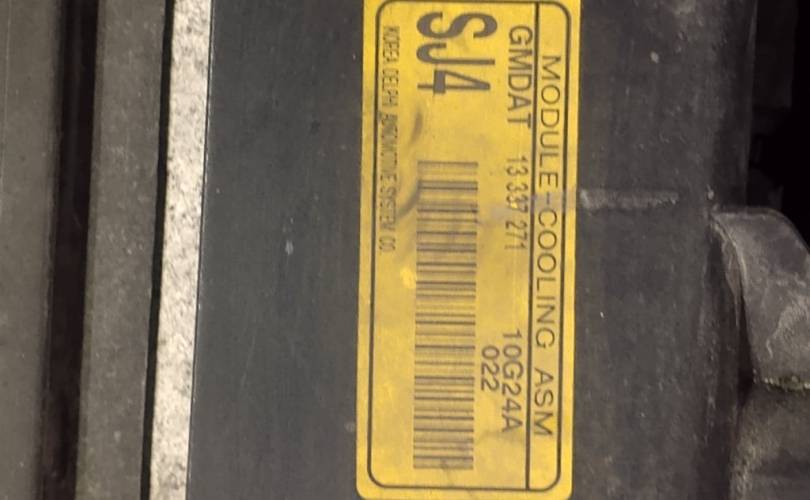 MODULE-COOLING ASM
GMDAT 13 337 271 10G24A
022
SJ4
KOREA DELPHI AUTOMOTIVE SYSTEM CO.